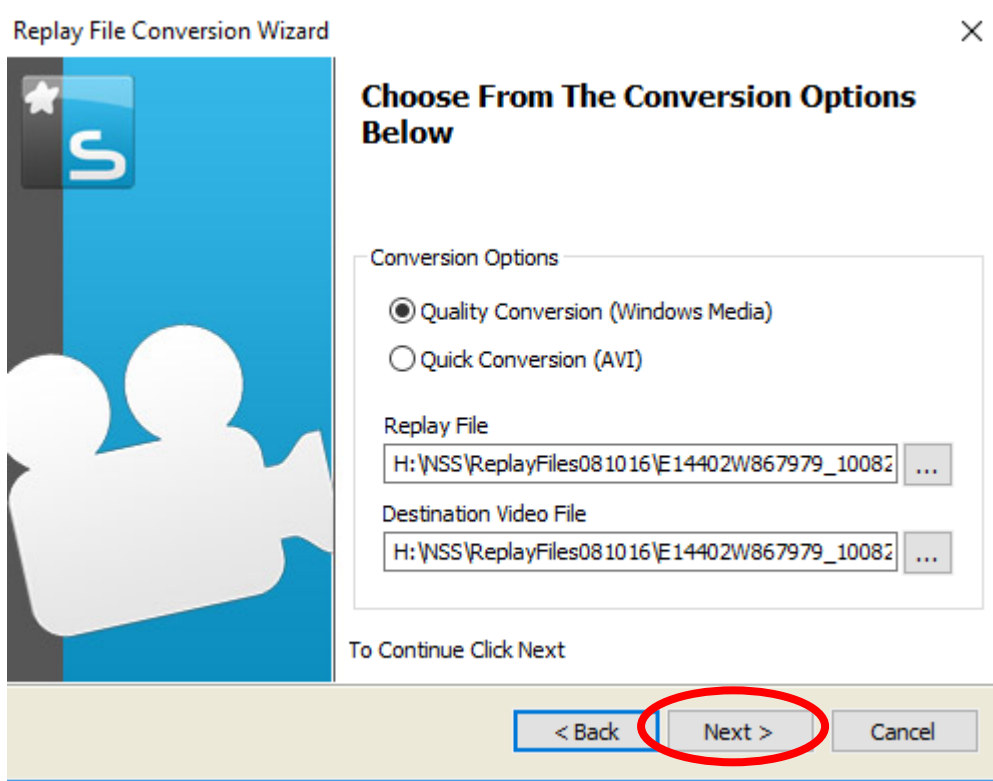 Replay File Conversion Wizard
S
Choose From The Conversion Options
Below
Conversion Options
Quality Conversion (Windows Media)
Quick Conversion (AVI)
Replay File
H:\NSS\ReplayFiles081016\E14402W867979_10082
...
Destination Video File
H:\NSS\ReplayFiles081016\E14402W867979_10082
...
To Continue Click Next
< Back
Next >
Cancel